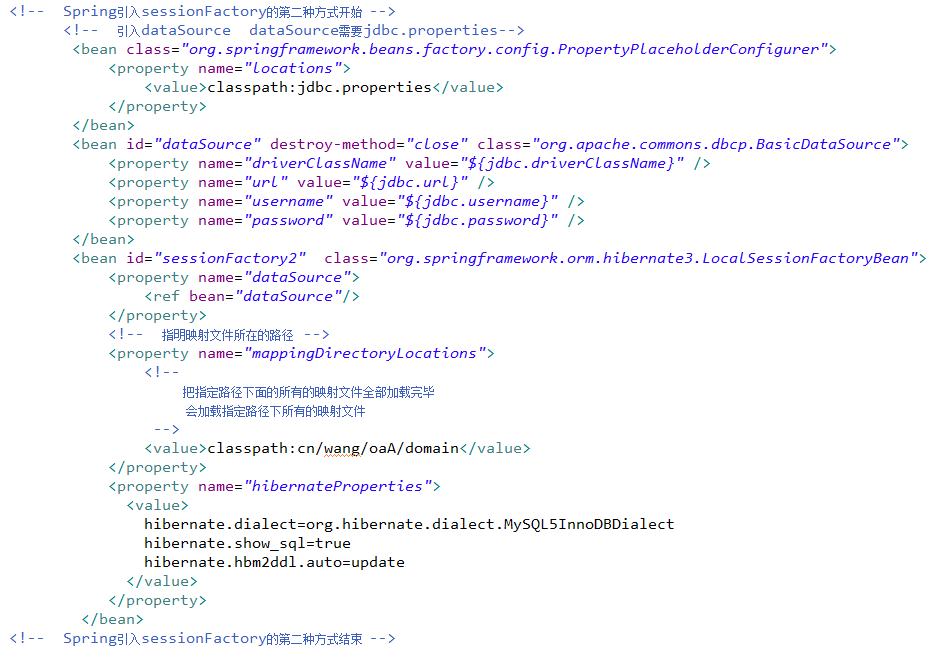 <!--  Spring引入sessionFactory的第二种方式开始 -->
<!--  引入dataSource  dataSource需要jdbc.properties-->
<bean class="org.springframework.beans.factory.config.PropertyPlaceholderConfigurer">
<property name="locations">
<value>classpath:jdbc.properties</value>
</property>
</bean>
<bean id="dataSource" destroy-method="close" class="org.apache.commons.dbcp.BasicDataSource">
<property name="driverClassName" value="${jdbc.driverClassName}" />
<property name="url" value="${jdbc.url}" />
<property name="username" value="${jdbc.username}" />
<property name="password" value="${jdbc.password}" />
</bean>
<bean id="sessionFactory2"  class="org.springframework.orm.hibernate3.LocalSessionFactoryBean">
<property name="dataSource">
<ref bean="dataSource"/>
</property>
<!--  指明映射文件所在的路径 -->
<property name="mappingDirectoryLocations">
<!--
把指定路径下面的所有的映射文件全部加载完毕
会加载指定路径下所有的映射文件
-->
<value>classpath:cn/wang/oaA/domain</value>
</property>
<property name="hibernateProperties">
<value>
hibernate.dialect=org.hibernate.dialect.MySQL5InnoDBDialect
hibernate.show_sql=true
hibernate.hbm2ddl.auto=update
</value>
</property>
</bean>
<!--  Spring引入sessionFactory的第二种方式结束 -->